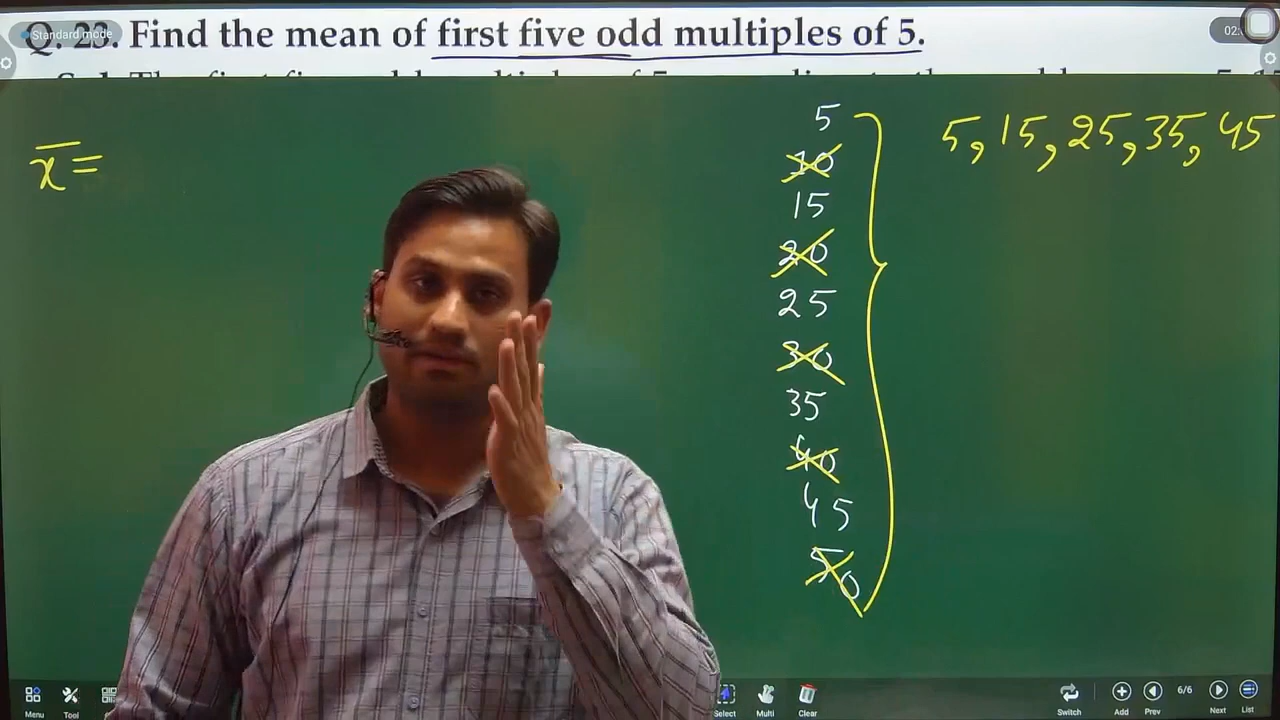 Q. 23. Find the mean of first five odd multiples of 5.
Standard mode
02:
x̅ =
5
10
15
20
25
30
35
40
45
50
5, 15, 25, 35, 45
Menu
Tool
Select
Multi
Clear
Switch
Add
Prev
6/6
Next
List